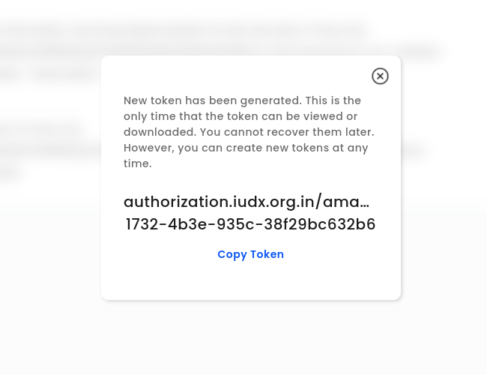 New token has been generated. This is the
only time that the token can be viewed or
downloaded. You cannot recover them later.
However, you can create new tokens at any
time.
authorization.iudx.org.in/ama...
1732-4b3e-935c-38f29bc632b6
Copy Token